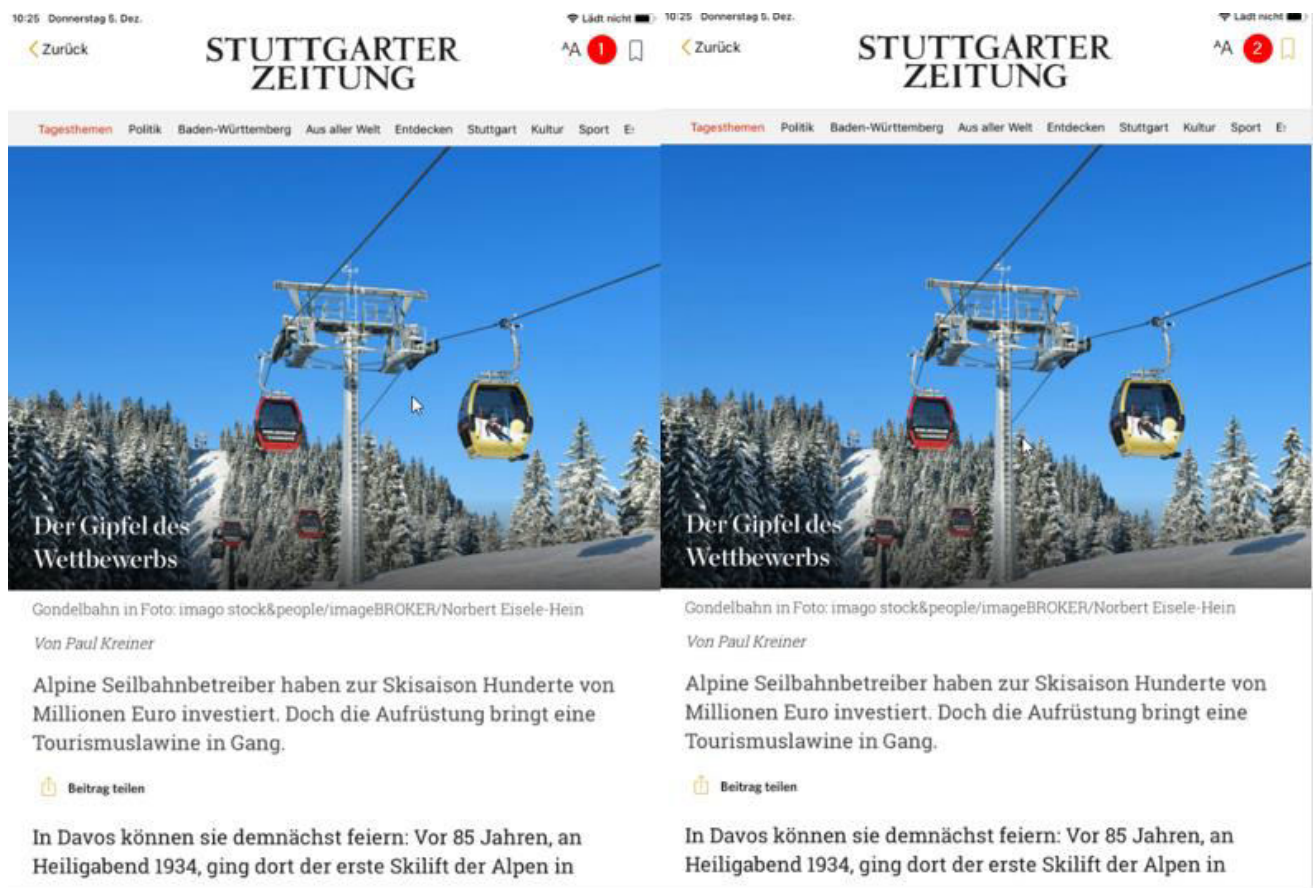 10:25 Donnerstag 5. Dez.
Lädt nicht
Zurück
STUTTGARTER
ZEITUNG
AA
1
Tagesthemen Politik Baden-Württemberg Aus aller Welt Entdecken Stuttgart Kultur Sport
Der Gipfel des
Wettbewerbs
Gondelbahn in Foto: imago stock&people/imageBROKER/Norbert Eisele-Hein
Von Paul Kreiner
Alpine Seilbahnbetreiber haben zur Skisaison Hunderte von
Millionen Euro investiert. Doch die Aufrüstung bringt eine
Tourismuslawine in Gang.
Beitrag teilen
In Davos können sie demnächst feiern: Vor 85 Jahren, an
Heiligabend 1934, ging dort der erste Skilift der Alpen in
10:25 Donnerstag 5. Dez.
Lädt nicht
Zurück
STUTTGARTER
ZEITUNG
AA
2
Tagesthemen Politik Baden-Württemberg Aus aller Welt Entdecken Stuttgart Kultur Sport
Der Gipfel des
Wettbewerbs
Gondelbahn in Foto: imago stock&people/imageBROKER/Norbert Eisele-Hein
Von Paul Kreiner
Alpine Seilbahnbetreiber haben zur Skisaison Hunderte von
Millionen Euro investiert. Doch die Aufrüstung bringt eine
Tourismuslawine in Gang.
Beitrag teilen
In Davos können sie demnächst feiern: Vor 85 Jahren, an
Heiligabend 1934, ging dort der erste Skilift der Alpen in